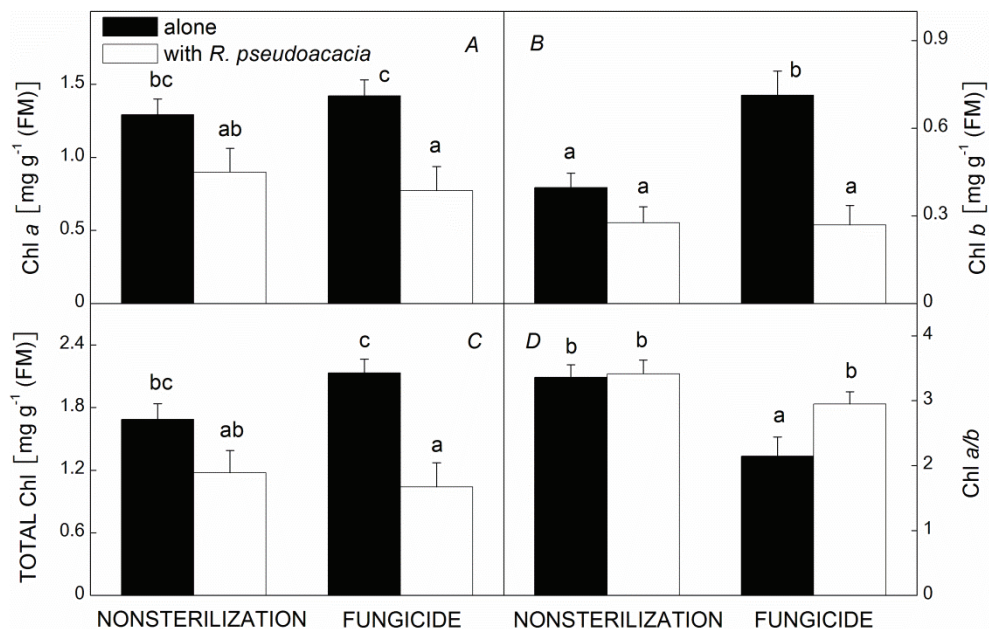 alone
with R. pseudoacacia
A
B
bc
ab
c
a
a
a
b
a
1.5
1.0
0.5
0
0.9
0.6
0.3
0
Chl a [mg g⁻¹ (FM)]
Chl b [mg g⁻¹ (FM)]
C
D
bc
ab
c
a
b
b
a
b
2.4
1.8
1.2
0.6
0
4
3
2
1
0
TOTAL Chl [mg g⁻¹ (FM)]
Chl a/b
NONSTERILIZATION FUNGICIDE NONSTERILIZATION FUNGICIDE